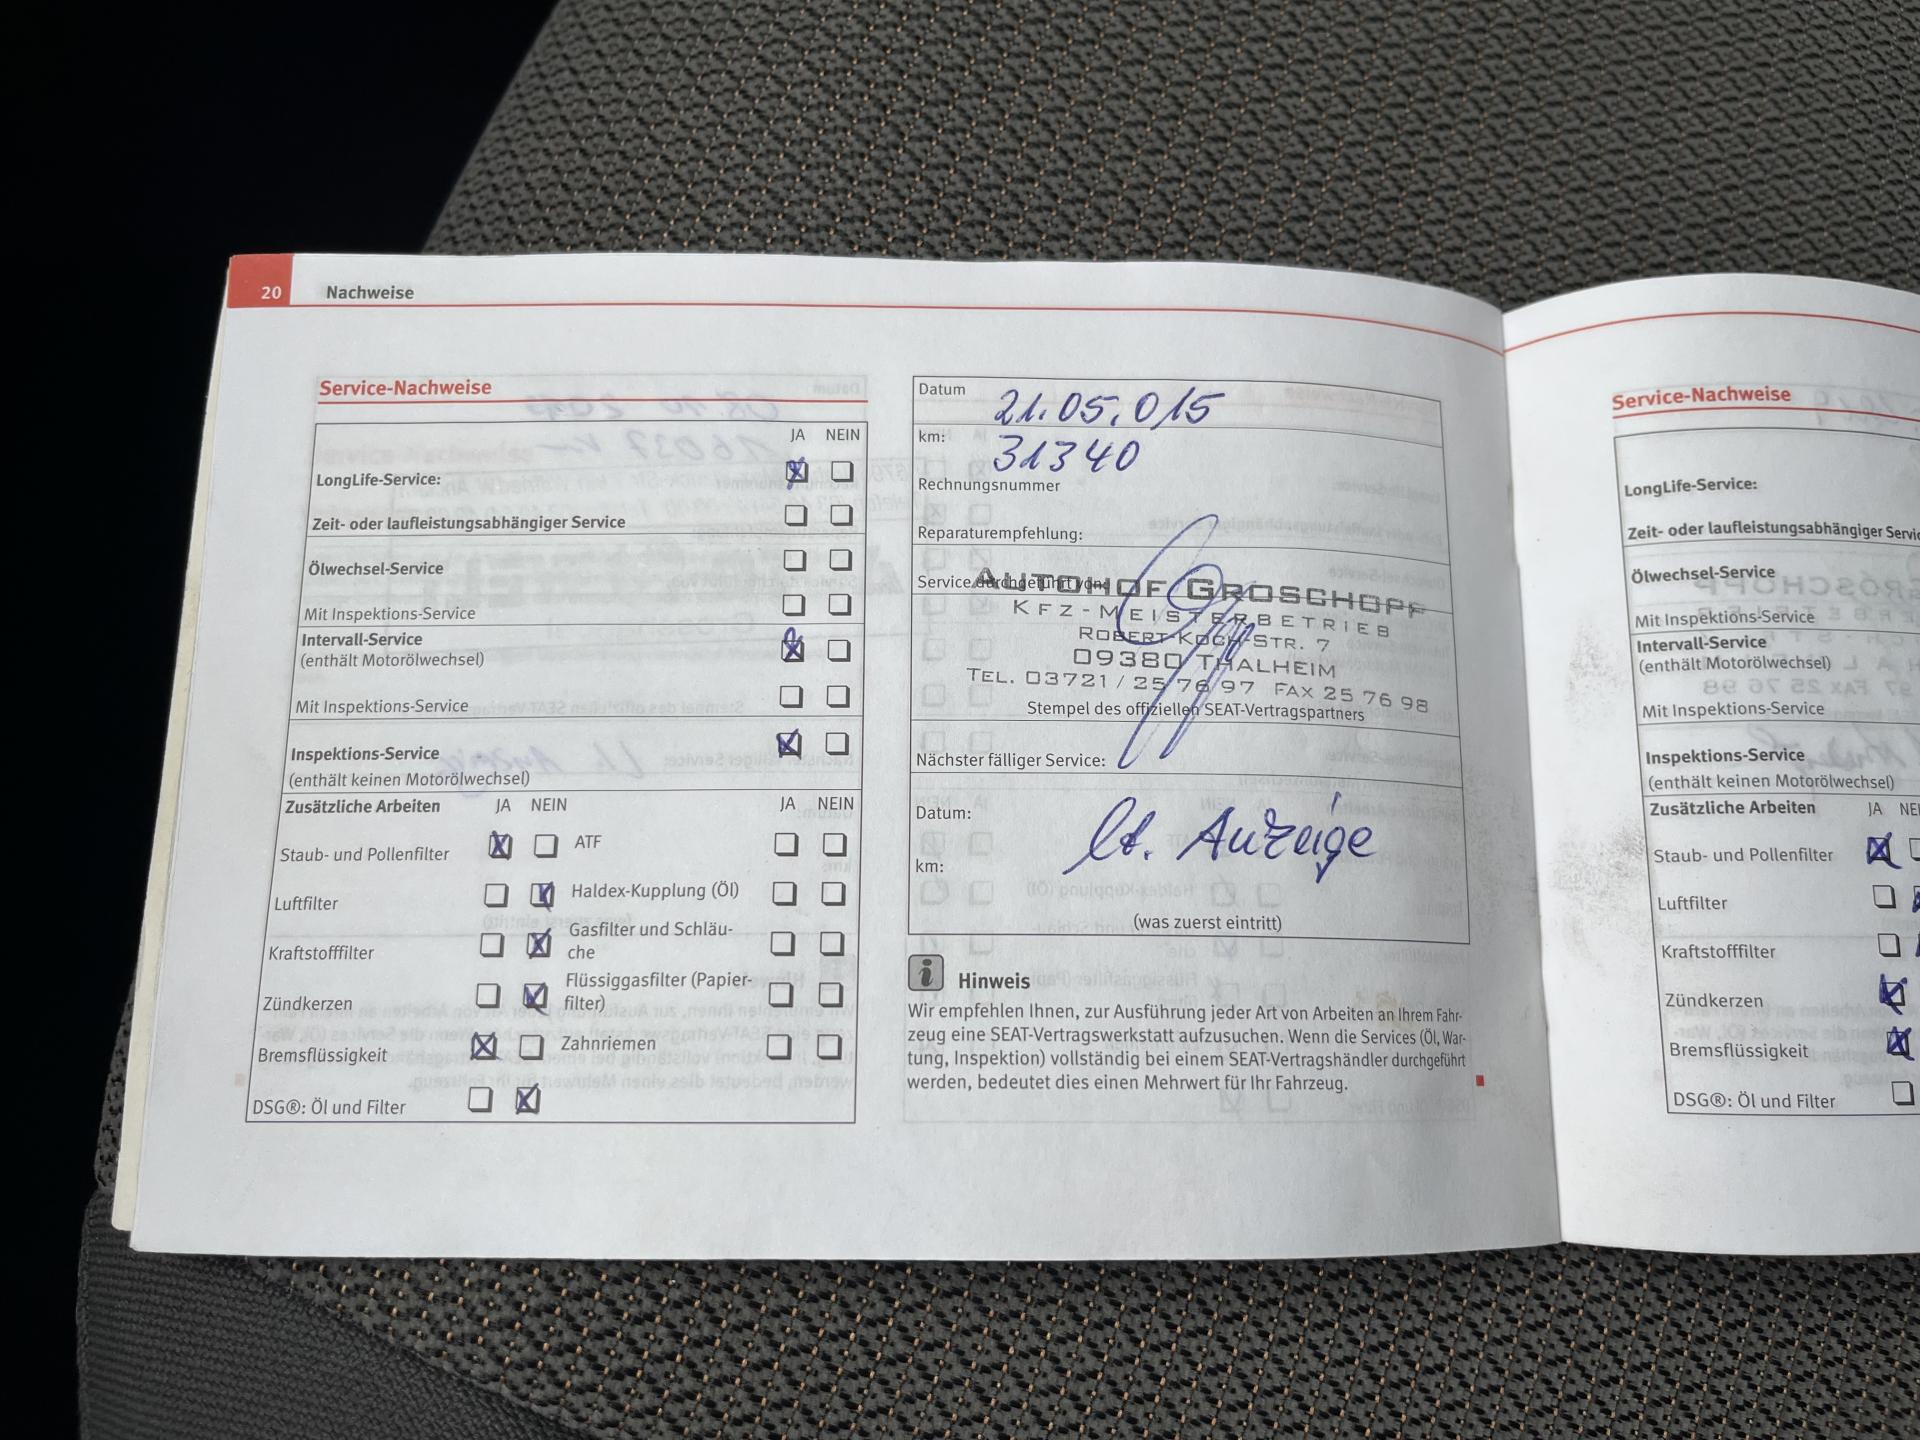 20 Nachweise
Service-Nachweise
JA NEIN
LongLife-Service:
Zeit- oder laufleistungsabhängiger Service
Ölwechsel-Service
Mit Inspektions-Service
Intervall-Service
(enthält Motorölwechsel)
Mit Inspektions-Service
Inspektions-Service
(enthält keinen Motorölwechsel)
Zusätzliche Arbeiten JA NEIN JA NEIN
Staub- und Pollenfilter ATF
Luftfilter Haldex-Kupplung (Öl)
Kraftstofffilter Gasfilter und Schläu-
che
Zündkerzen Flüssiggasfilter (Papier-
filter)
Bremsflüssigkeit Zahnriemen
DSG®: Öl und Filter
Datum 21.05.015
km: 31340
Rechnungsnummer
Reparaturempfehlung:
Service durchgeführt von:
AUTOHOF GROSCHOPF
KFZ-MEISTERBETRIEB
ROBERT-KOCH-STR. 7
09380 THALHEIM
TEL. 03721/25 76 97 FAX 25 76 98
Stempel des offiziellen SEAT-Vertragspartners
Nächster fälliger Service:
Datum: lt. Anzeige
km:
(was zuerst eintritt)
Hinweis
Wir empfehlen Ihnen, zur Ausführung jeder Art von Arbeiten an Ihrem Fahr-
zeug eine SEAT-Vertragswerkstatt aufzusuchen. Wenn die Services (Öl, War-
tung, Inspektion) vollständig bei einem SEAT-Vertragshändler durchgeführt
werden, bedeutet dies einen Mehrwert für Ihr Fahrzeug.
Service-Nachweise
LongLife-Service:
Zeit- oder laufleistungsabhängiger
Ölwechsel-Service
Mit Inspektions-Service
Intervall-Service
(enthält Motorölwechsel)
Mit Inspektions-Service
Inspektions-Service
(enthält keinen Motorölwechsel)
Zusätzliche Arbeiten JA
Staub- und Pollenfilter
Luftfilter
Kraftstofffilter
Zündkerzen
Bremsflüssigkeit
DSG®: Öl und Filter